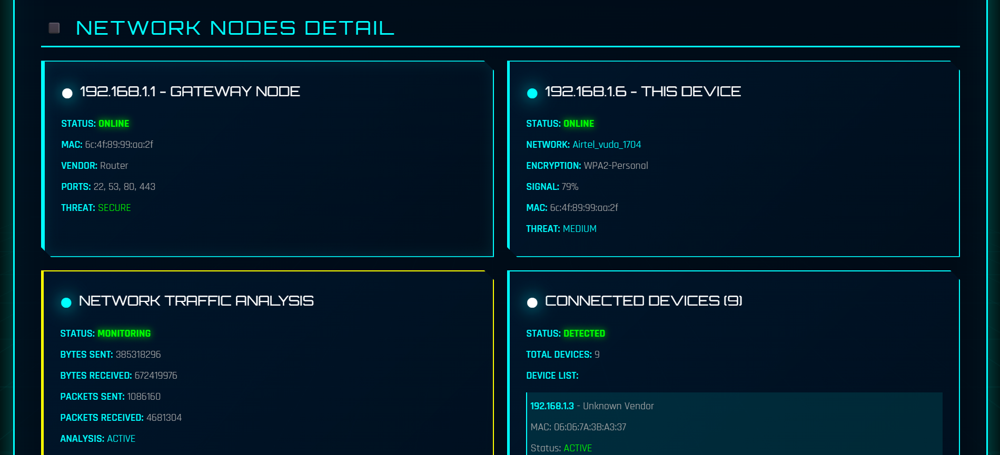 NETWORK NODES DETAIL
192.168.1.1 - GATEWAY NODE
STATUS: ONLINE
MAC: 6c:4f:89:99:aa:2f
VENDOR: Router
PORTS: 22, 53, 80, 443
THREAT: SECURE
192.168.1.6 - THIS DEVICE
STATUS: ONLINE
NETWORK: Airtel_vuda_1704
ENCRYPTION: WPA2-Personal
SIGNAL: 79%
MAC: 6c:4f:89:99:aa:2f
THREAT: MEDIUM
NETWORK TRAFFIC ANALYSIS
STATUS: MONITORING
BYTES SENT: 385318296
BYTES RECEIVED: 672419976
PACKETS SENT: 1086160
PACKETS RECEIVED: 4681304
ANALYSIS: ACTIVE
CONNECTED DEVICES (9)
STATUS: DETECTED
TOTAL DEVICES: 9
DEVICE LIST:
192.168.1.3 - Unknown Vendor
MAC: 06:06:7A:3B:A3:37
Status: ACTIVE